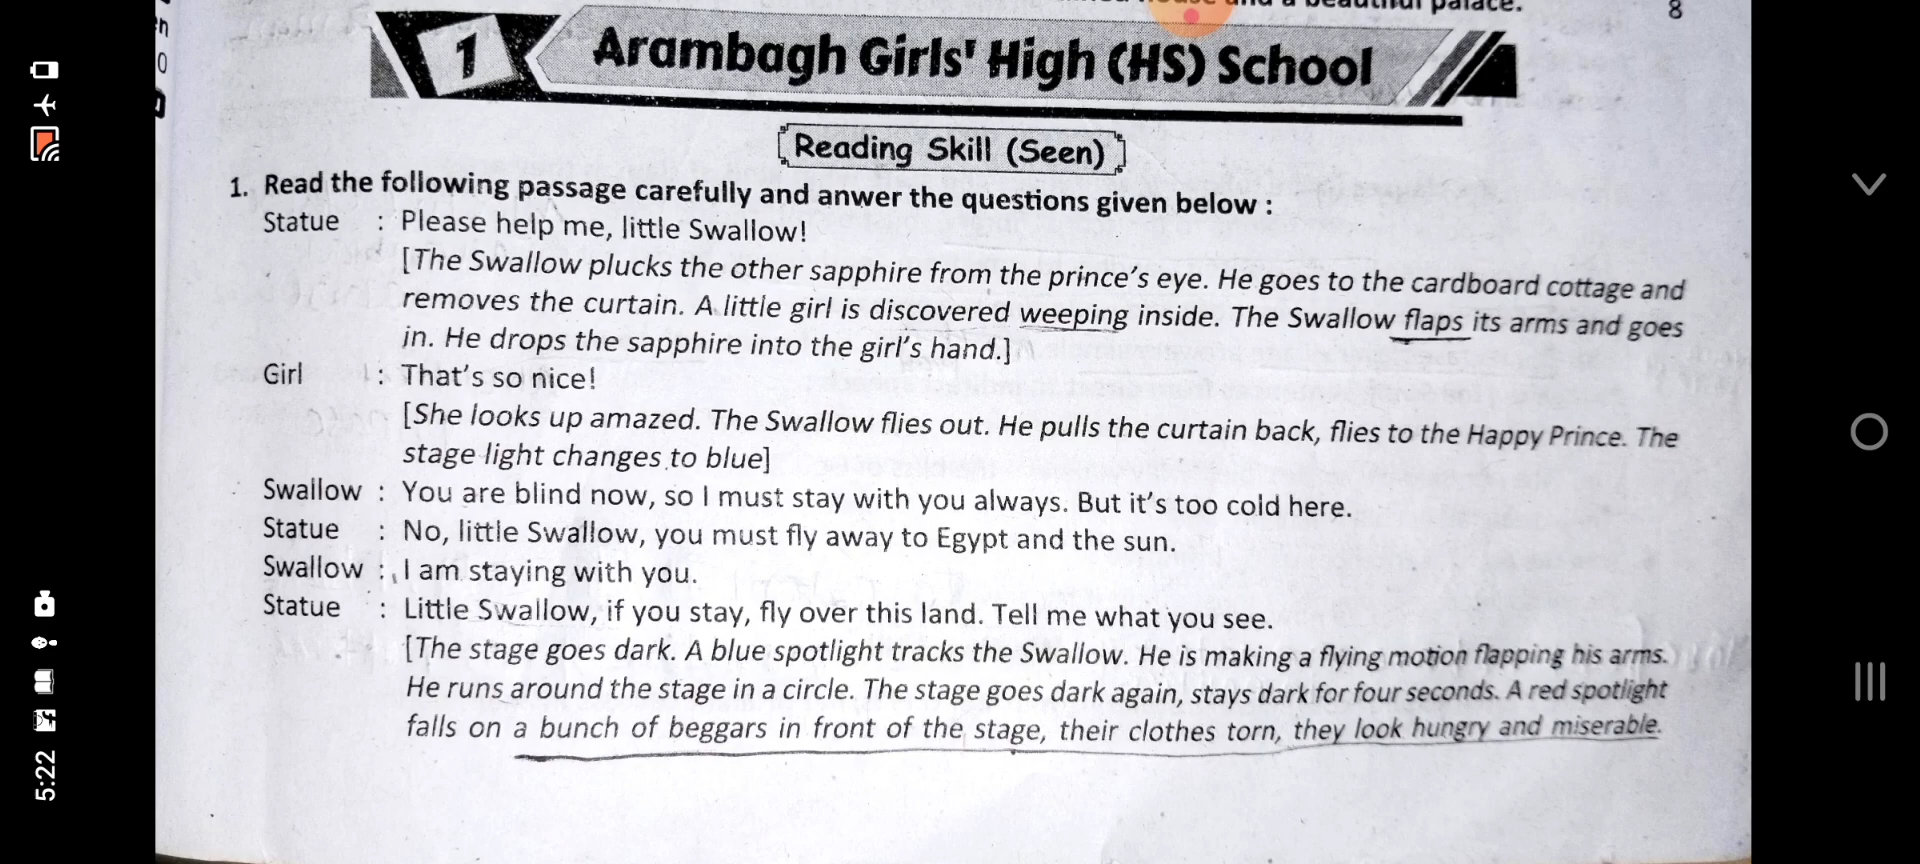 palace.
8
1 Arambagh Girls' High (HS) School
Reading Skill (Seen)
1. Read the following passage carefully and anwer the questions given below :
Statue : Please help me, little Swallow!
[The Swallow plucks the other sapphire from the prince's eye. He goes to the cardboard cottage and
removes the curtain. A little girl is discovered weeping inside. The Swallow flaps its arms and goes
in. He drops the sapphire into the girl's hand.]
Girl : That's so nice!
[She looks up amazed. The Swallow flies out. He pulls the curtain back, flies to the Happy Prince. The
stage light changes to blue]
Swallow : You are blind now, so I must stay with you always. But it's too cold here.
Statue : No, little Swallow, you must fly away to Egypt and the sun.
Swallow : I am staying with you.
Statue : Little Swallow, if you stay, fly over this land. Tell me what you see.
[The stage goes dark. A blue spotlight tracks the Swallow. He is making a flying motion flapping his arms.
He runs around the stage in a circle. The stage goes dark again, stays dark for four seconds. A red spotlight
falls on a bunch of beggars in front of the stage, their clothes torn, they look hungry and miserable.
5:22